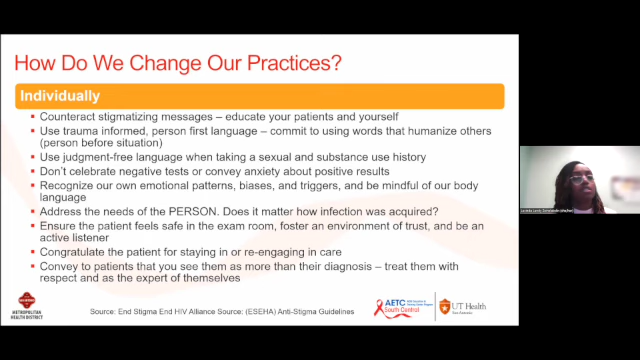 How Do We Change Our Practices?
Individually
Counteract stigmatizing messages – educate your patients and yourself
Use trauma informed, person first language – commit to using words that humanize others
(person before situation)
Use judgment-free language when taking a sexual and substance use history
Don't celebrate negative tests or convey anxiety about positive results
Recognize our own emotional patterns, biases, and triggers, and be mindful of our body
language
Address the needs of the PERSON. Does it matter how infection was acquired?
Ensure the patient feels safe in the exam room, foster an environment of trust, and be an
active listener
Congratulate the patient for staying in or re-engaging in care
Convey to patients that you see them as more than their diagnosis – treat them with
respect and as the expert of themselves
METROPOLITAN
HEALTH DISTRICT
Source: End Stigma End HIV Alliance Source: (ESEHA) Anti-Stigma Guidelines
AETC
South Central
UT Health
San Antonio